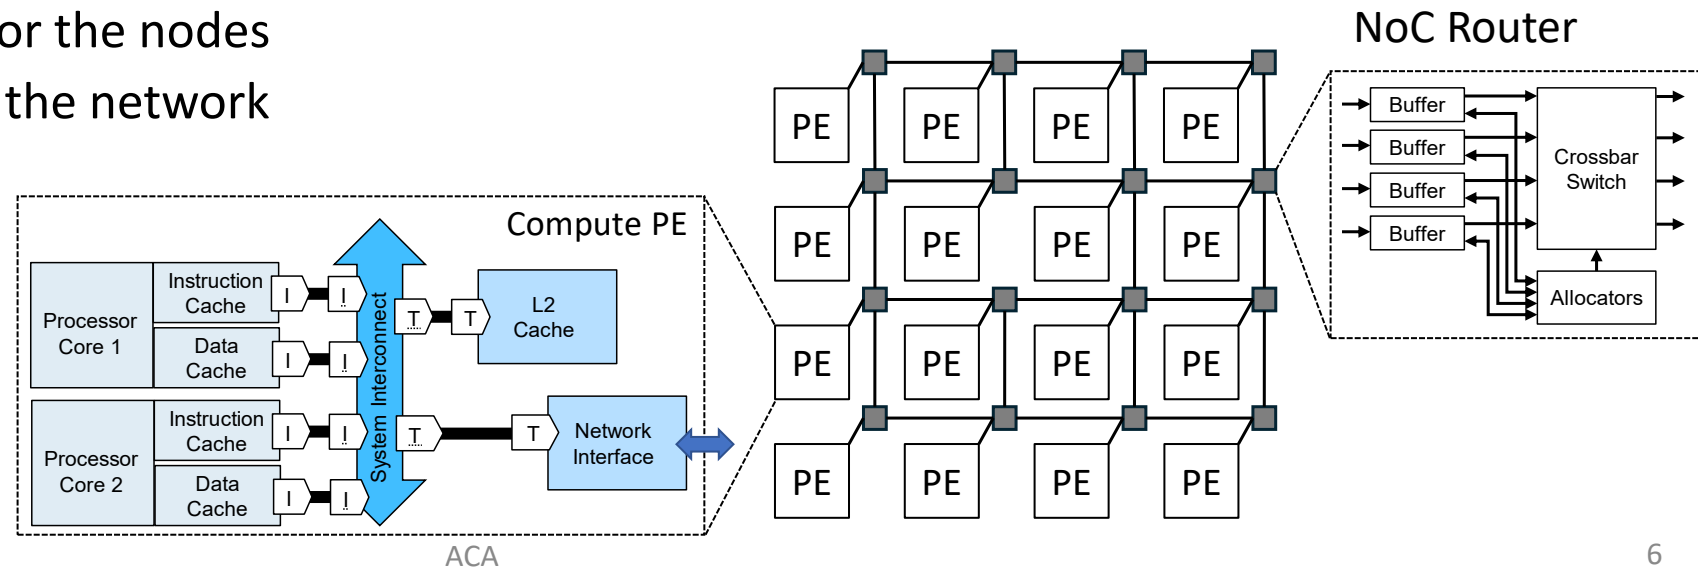 or the nodes
the network
NoC Router
PE PE PE PE
PE PE PE PE
PE PE PE PE
PE PE PE PE
Buffer
Buffer
Buffer
Buffer
Crossbar
Switch
Allocators
Compute PE
Processor
Core 1
Instruction
Cache
Data
Cache
I I
I I
Processor
Core 2
Instruction
Cache
Data
Cache
I I
I I
System Interconnect
T T
L2
Cache
T T
Network
Interface
ACA
6